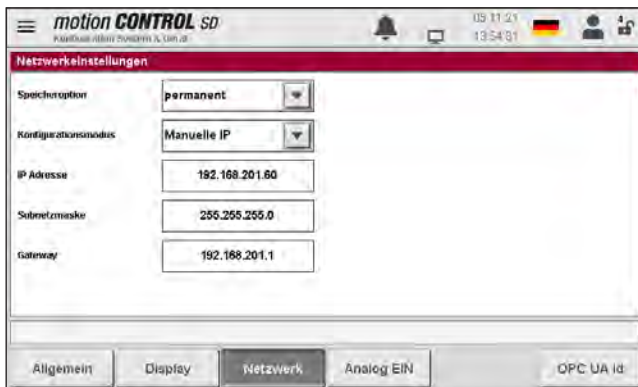 motion CONTROL SD
05.11.21
13:54:31
4
Netzwerkeinstellungen
Speicheroption permanent
Konfigurationsmodus Manuelle IP
IP Adresse 192.168.201.60
Subnetzmaske 255.255.255.0
Gateway 192.168.201.1
Allgemein Display Netzwerk Analog EIN OPC UA id